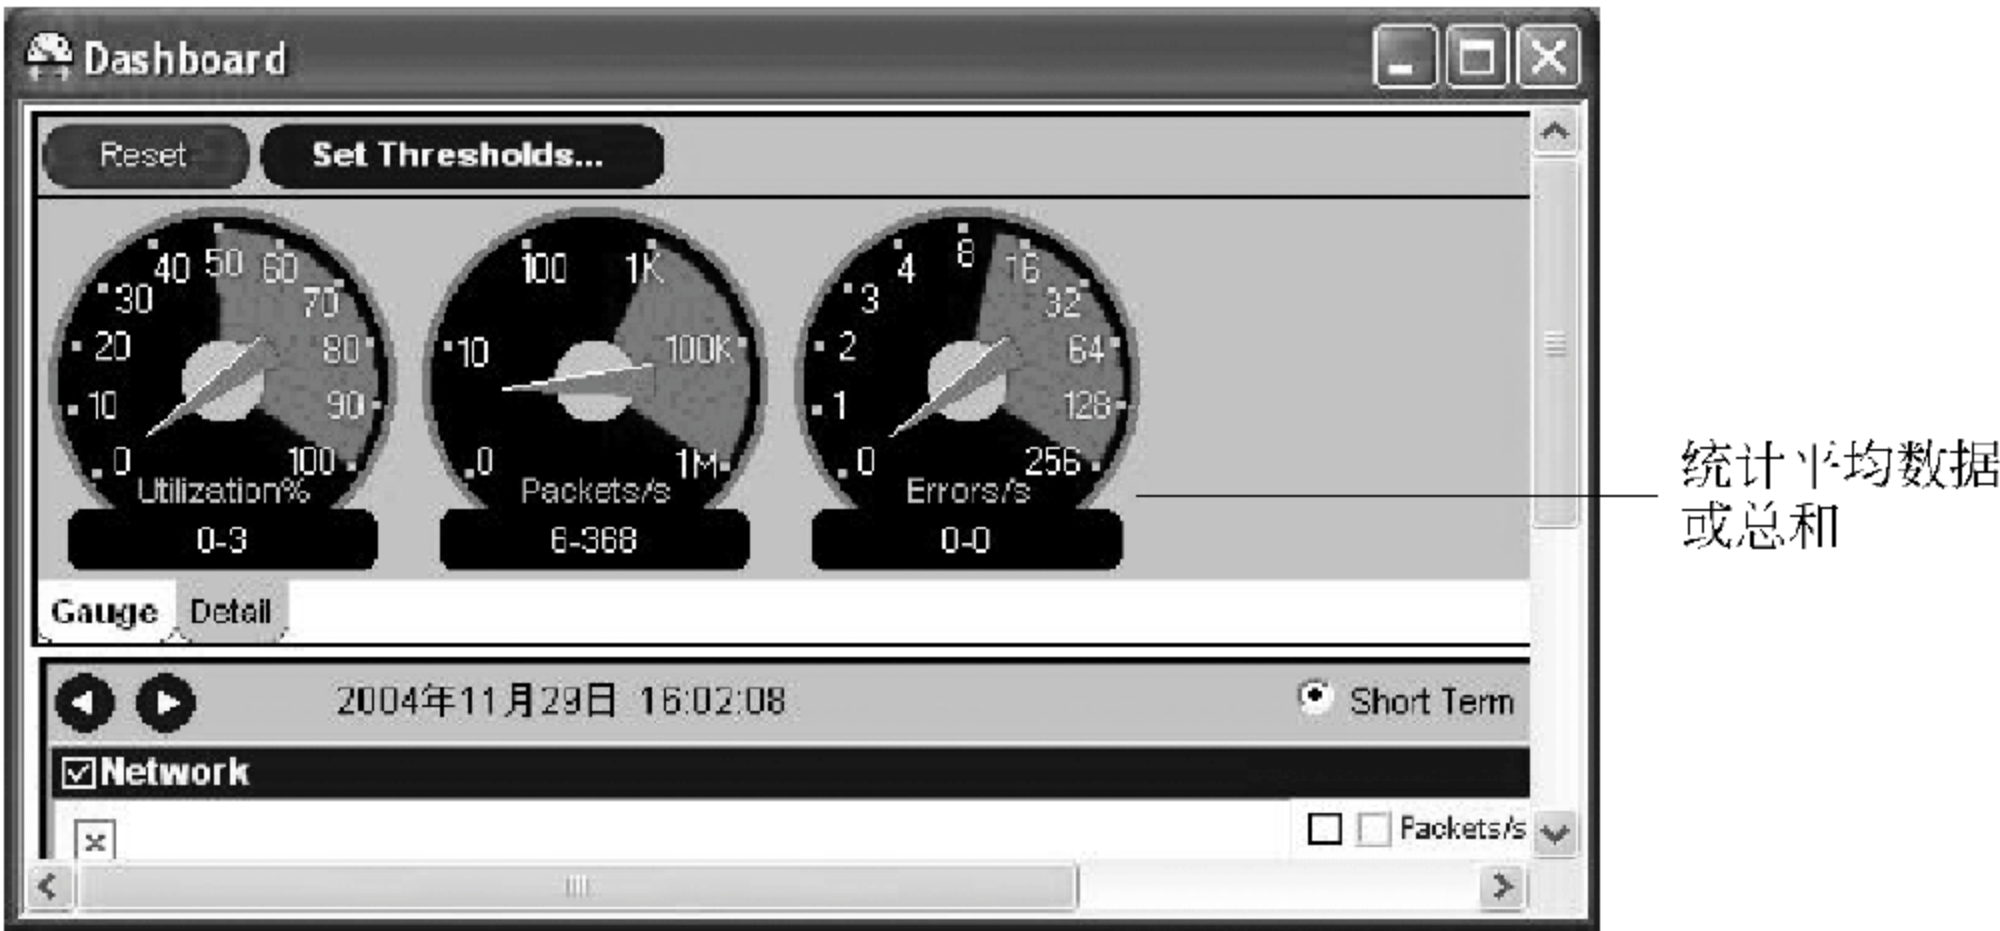 Dashboard
Reset
Set Thresholds...
0 10 20 30 40 50 60 70 80 90 100
Utilization%
0-3
0 10 100 1K 100K 1M
Packets/s
6-368
0 1 2 3 4 8 16 32 64 128 256
Errors/s
0-0
统计平均数据
或总和
Gauge
Detail
2004年11月29日 16:02:08
Short Term
Network
Packets/s